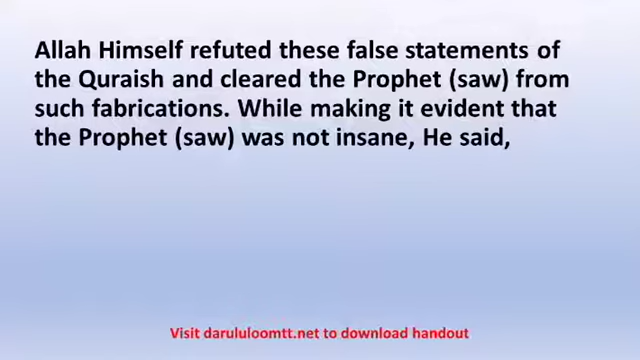 Allah Himself refuted these false statements of
the Quraish and cleared the Prophet (saw) from
such fabrications. While making it evident that
the Prophet (saw) was not insane, He said,
Visit darululoomtt.net to download handout